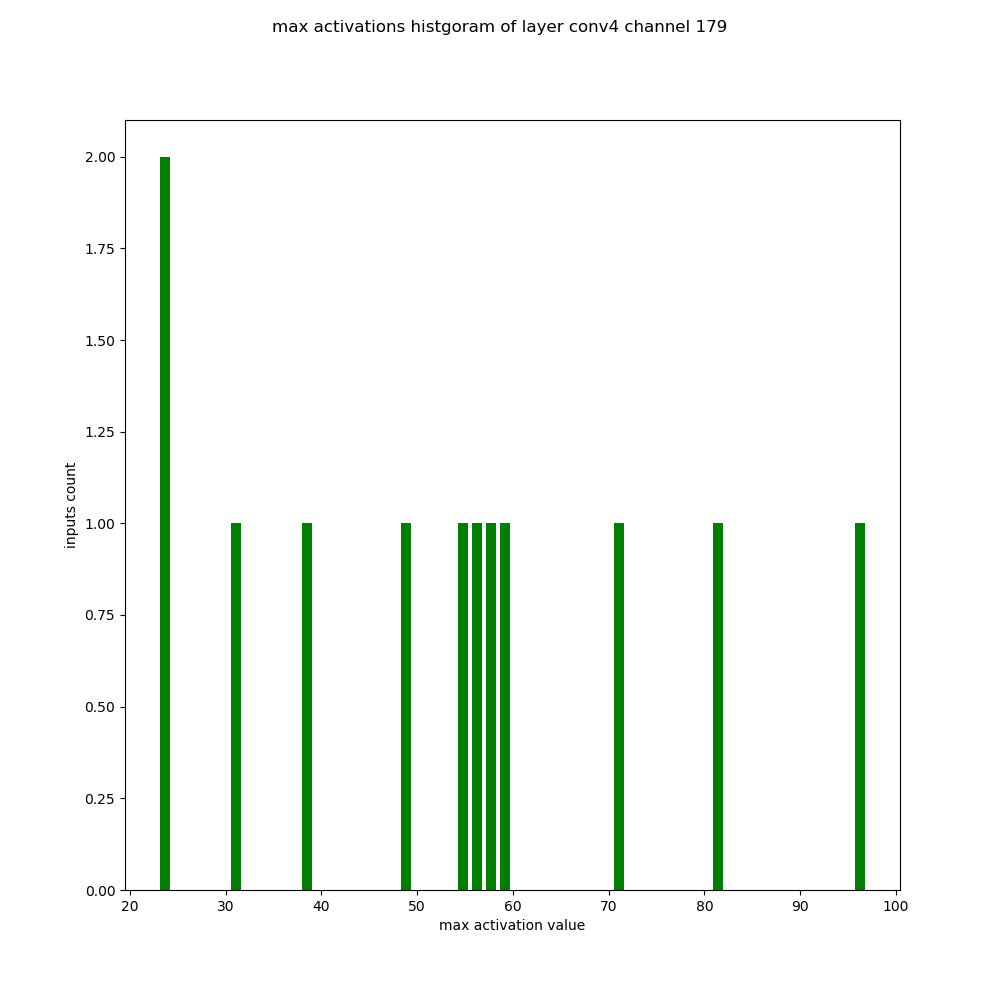 max activations histgoram of layer conv4 channel 179
2.00
1.75
1.50
1.25
1.00
0.75
0.50
0.25
0.00
inputs count
20 30 40 50 60 70 80 90 100
max activation value